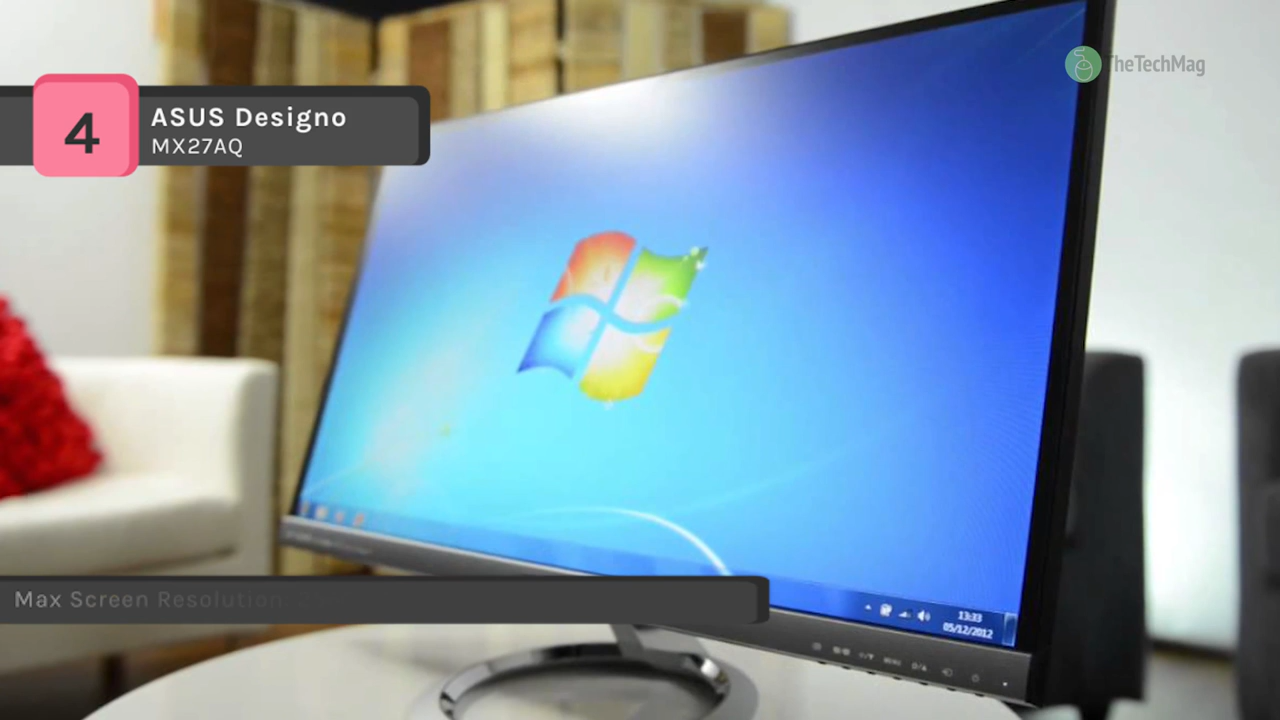 TheTechMag
4
ASUS Designo
MX27AQ
Max Screen Resolution:
13:33
05/12/2012